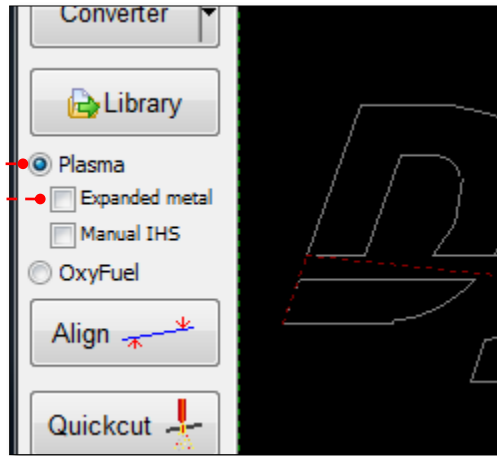 Converter
Library
Plasma
Expanded metal
Manual IHS
OxyFuel
Align
Quickcut